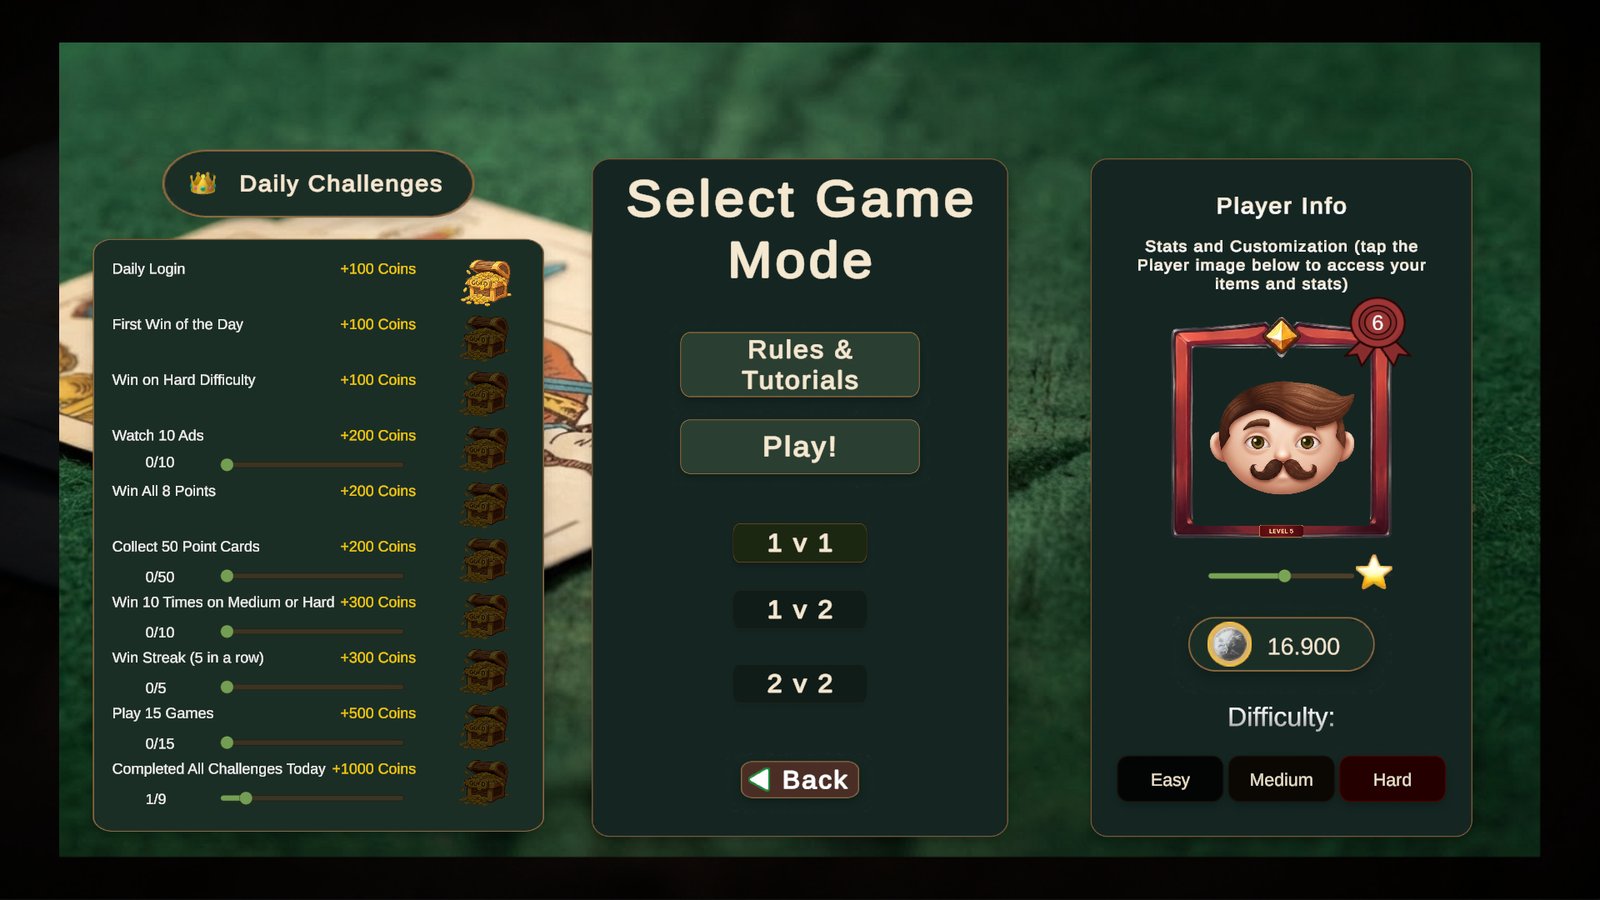 Daily Challenges
Daily Login +100 Coins
First Win of the Day +100 Coins
Win on Hard Difficulty +100 Coins
Watch 10 Ads +200 Coins
0/10
Win All 8 Points +200 Coins
Collect 50 Point Cards +200 Coins
0/50
Win 10 Times on Medium or Hard +300 Coins
0/10
Win Streak (5 in a row) +300 Coins
0/5
Play 15 Games +500 Coins
0/15
Completed All Challenges Today +1000 Coins
1/9
Select Game
Mode
Rules &
Tutorials
Play!
1 v 1
1 v 2
2 v 2
Back
Player Info
Stats and Customization (tap the
Player image below to access your
items and stats)
6
LEVEL 5
16.900
Difficulty:
Easy Medium Hard